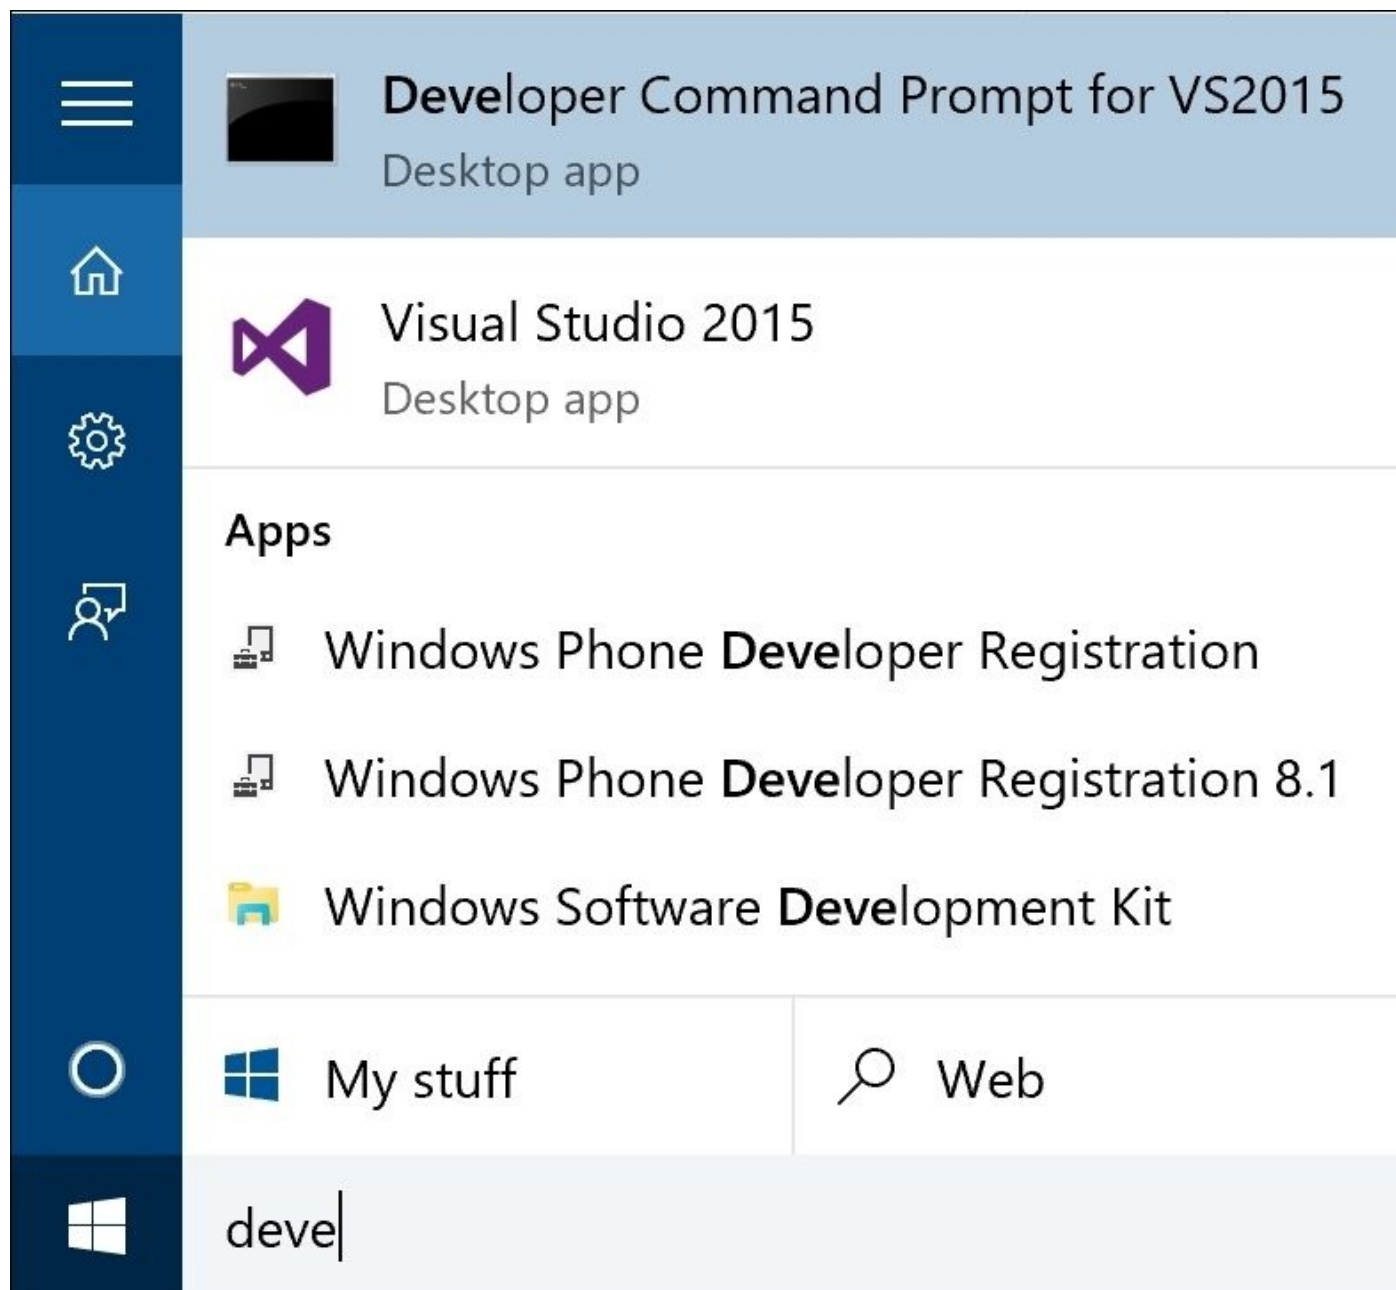 Developer Command Prompt for VS2015
Desktop app
Visual Studio 2015
Desktop app
Apps
Windows Phone Developer Registration
Windows Phone Developer Registration 8.1
Windows Software Development Kit
My stuff
Web
deve